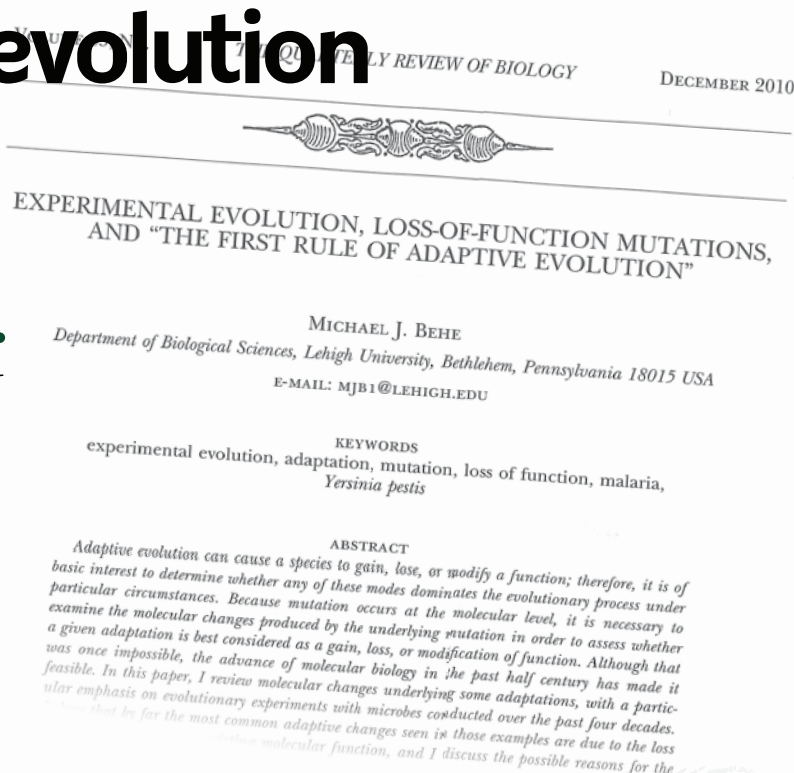 evolution
REVIEW OF BIOLOGY
DECEMBER 2010
EXPERIMENTAL EVOLUTION, LOSS-OF-FUNCTION MUTATIONS,
AND “THE FIRST RULE OF ADAPTIVE EVOLUTION”
MICHAEL J. BEHE
Department of Biological Sciences, Lehigh University, Bethlehem, Pennsylvania 18015 USA
E-MAIL: MJB1@LEHIGH.EDU
KEYWORDS
experimental evolution, adaptation, mutation, loss of function, malaria,
Yersinia pestis
ABSTRACT
Adaptive evolution can cause a species to gain, lose, or modify a function; therefore, it is of
basic interest to determine whether any of these modes dominates the evolutionary process under
particular circumstances. Because mutation occurs at the molecular level, it is necessary to
examine the molecular changes produced by the underlying mutation in order to assess whether
a given adaptation is best considered as a gain, loss, or modification of function. Although that
was once impossible, the advance of molecular biology in the past half century has made it
feasible. In this paper, I review molecular changes underlying some adaptations, with a partic-
ular emphasis on evolutionary experiments with microbes conducted over the past four decades.
that by far the most common adaptive changes seen in those examples are due to the loss
molecular function, and I discuss the possible reasons for the